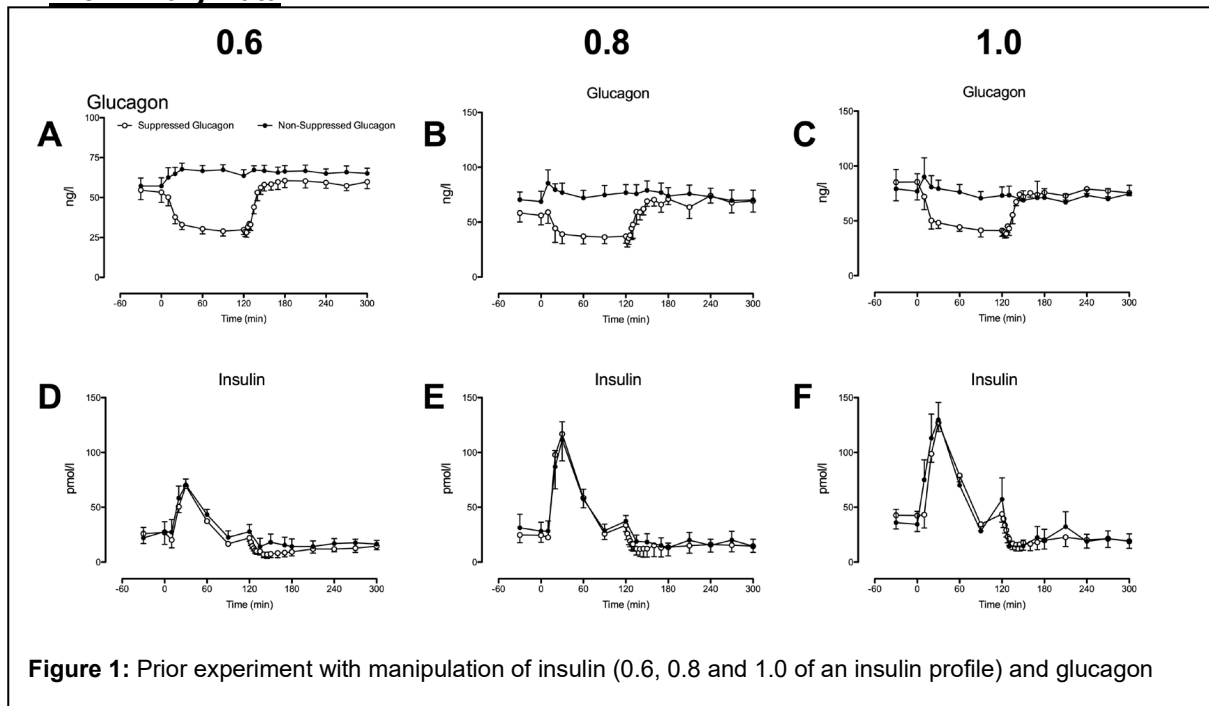 0.6
0.8
1.0
A
Glucagon
Suppressed Glucagon
Non-Suppressed Glucagon
100
75
50
25
0
ng/l
-60 0 60 120 180 240 300
Time (min)
B
Glucagon
150
100
50
0
ng/l
-60 0 60 120 180 240 300
Time (min)
C
Glucagon
150
100
50
0
ng/l
-60 0 60 120 180 240 300
Time (min)
D
Insulin
150
100
50
0
pmol/l
-60 0 60 120 180 240 300
Time (min)
E
Insulin
150
100
50
0
pmol/l
-60 0 60 120 180 240 300
Time (min)
F
Insulin
150
100
50
0
pmol/l
-60 0 60 120 180 240 300
Time (min)
Figure 1: Prior experiment with manipulation of insulin (0.6, 0.8 and 1.0 of an insulin profile) and glucagon